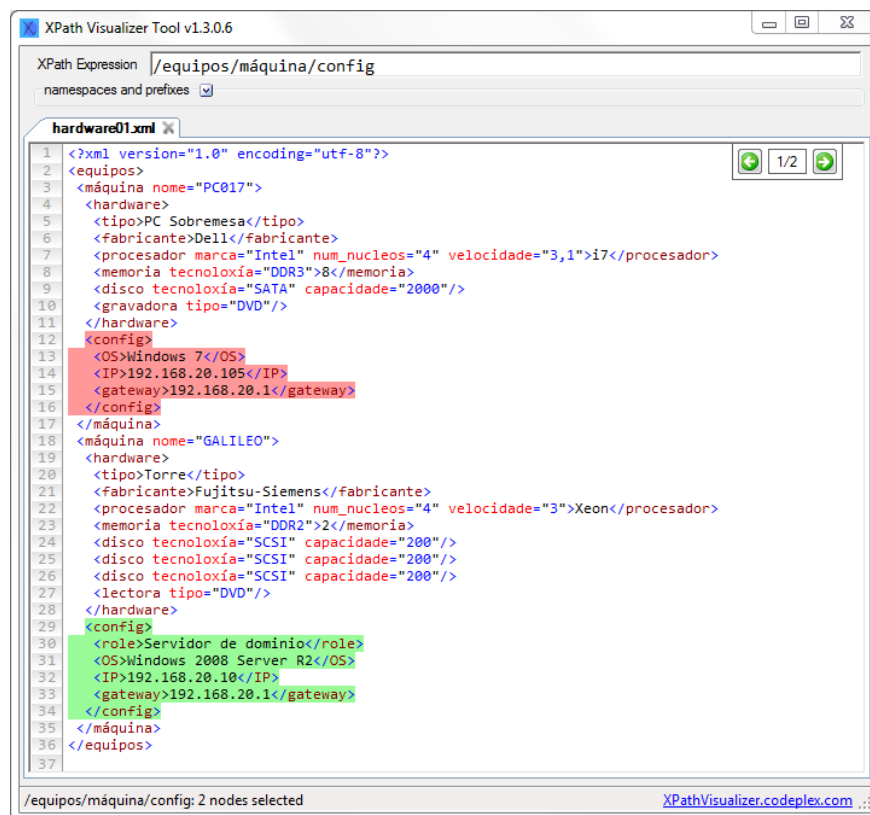 XPath Visualizer Tool v1.3.0.6
XPath Expression /equipos/máquina/config
namespaces and prefixes
hardware01.xml
1/2
1 <?xml version="1.0" encoding="utf-8"?>
2 <equipos>
3 <máquina nome="PC017">
4 <hardware>
5 <tipo>PC Sobremesa</tipo>
6 <fabricante>Dell</fabricante>
7 <procesador marca="Intel" num_nucleos="4" velocidade="3,1">i7</procesador>
8 <memoria tecnoloxía="DDR3">8</memoria>
9 <disco tecnoloxía="SATA" capacidade="2000"/>
10 <gravadora tipo="DVD"/>
11 </hardware>
12 <config>
13 <OS>Windows 7</OS>
14 <IP>192.168.20.105</IP>
15 <gateway>192.168.20.1</gateway>
16 </config>
17 </máquina>
18 <máquina nome="GALILEO">
19 <hardware>
20 <tipo>Torre</tipo>
21 <fabricante>Fujitsu-Siemens</fabricante>
22 <procesador marca="Intel" num_nucleos="4" velocidade="3">Xeon</procesador>
23 <memoria tecnoloxía="DDR2">2</memoria>
24 <disco tecnoloxía="SCSI" capacidade="200"/>
25 <disco tecnoloxía="SCSI" capacidade="200"/>
26 <disco tecnoloxía="SCSI" capacidade="200"/>
27 <lectora tipo="DVD"/>
28 </hardware>
29 <config>
30 <role>Servidor de dominio</role>
31 <OS>Windows 2008 Server R2</OS>
32 <IP>192.168.20.10</IP>
33 <gateway>192.168.20.1</gateway>
34 </config>
35 </máquina>
36 </equipos>
37
/equipos/máquina/config: 2 nodes selected XPathVisualizer.codeplex.com